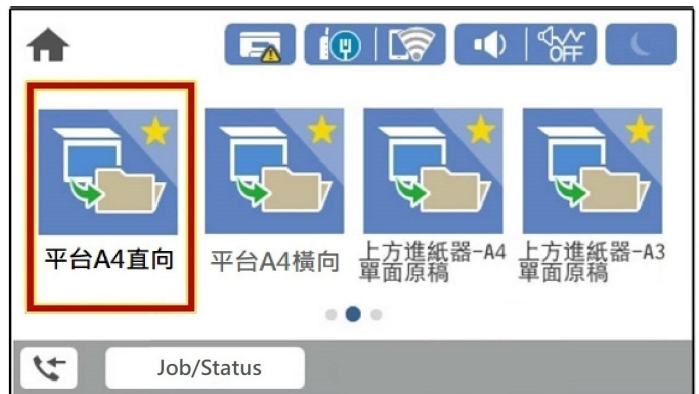 OFF
平台A4直向
平台A4橫向
上方進紙器-A4
單面原稿
上方進紙器-A3
單面原稿
Job/Status